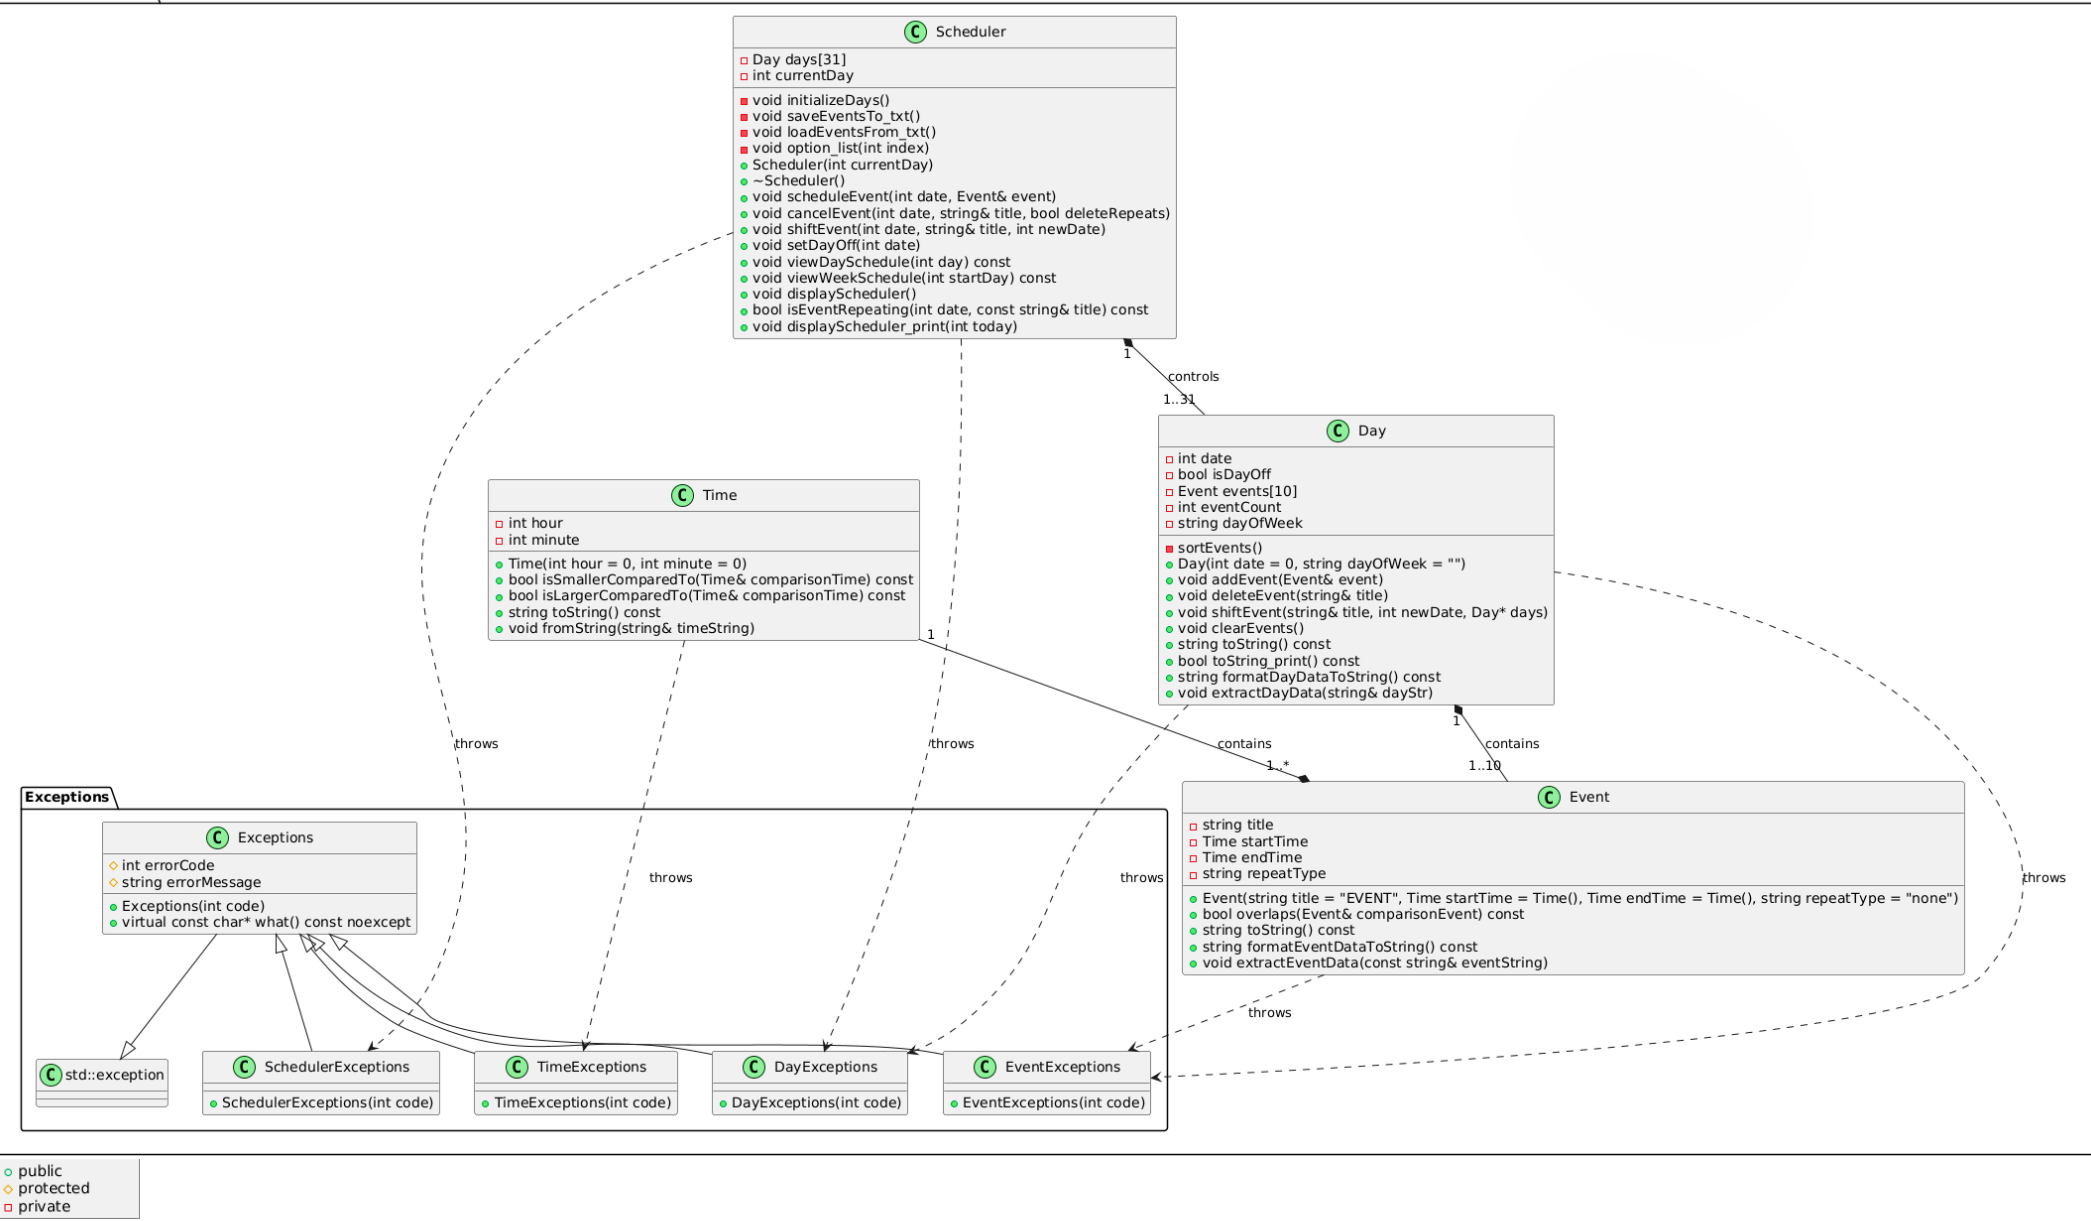 C Scheduler
Day days[31]
int currentDay
void initializeDays()
void saveEventsTo_txt()
void loadEventsFrom_txt()
void option_list(int index)
Scheduler(int currentDay)
~Scheduler()
void scheduleEvent(int date, Event& event)
void cancelEvent(int date, string& title, bool deleteRepeats)
void shiftEvent(int date, string& title, int newDate)
void setDayOff(int date)
void viewDaySchedule(int day) const
void viewWeekSchedule(int startDay) const
void displayScheduler()
bool isEventRepeating(int date, const string& title) const
void displayScheduler_print(int today)
1
controls
1..31
C Day
int date
bool isDayOff
Event events[10]
int eventCount
string dayOfWeek
sortEvents()
Day(int date = 0, string dayOfWeek = "")
void addEvent(Event& event)
void deleteEvent(string& title)
void shiftEvent(string& title, int newDate, Day* days)
void clearEvents()
string toString() const
bool toString_print() const
string formatDayDataToString() const
void extractDayData(string& dayStr)
C Time
int hour
int minute
Time(int hour = 0, int minute = 0)
bool isSmallerComparedTo(Time& comparisonTime) const
bool isLargerComparedTo(Time& comparisonTime) const
string toString() const
void fromString(string& timeString)
1
1
throws
throws
contains
contains
1..*
1..10
C Event
string title
Time startTime
Time endTime
string repeatType
Event(string title = "EVENT", Time startTime = Time(), Time endTime = Time(), string repeatType = "none")
bool overlaps(Event& comparisonEvent) const
string toString() const
string formatEventDataToString() const
void extractEventData(const string& eventString)
Exceptions
C Exceptions
int errorCode
string errorMessage
Exceptions(int code)
virtual const char* what() const noexcept
throws
throws
throws
throws
C std::exception
C SchedulerExceptions
SchedulerExceptions(int code)
C TimeExceptions
TimeExceptions(int code)
C DayExceptions
DayExceptions(int code)
C EventExceptions
EventExceptions(int code)
public
protected
private